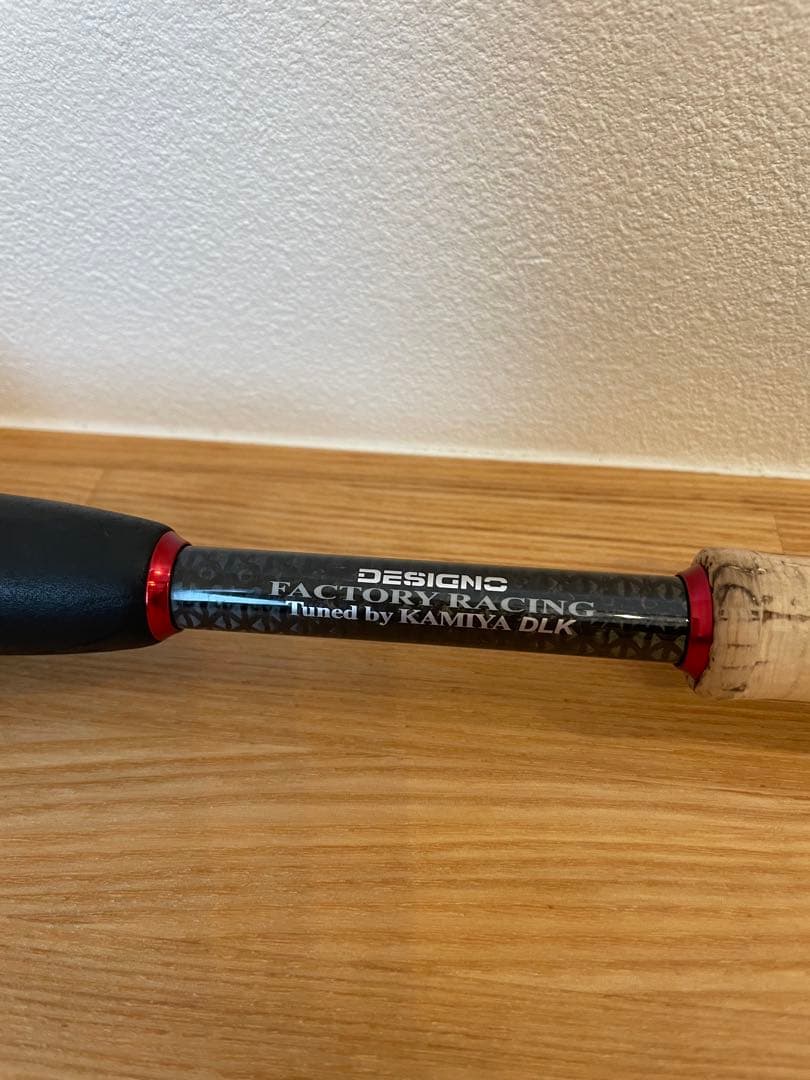 DESIGNO
FACTORY RACING
Tuned by KAMIYA DLK